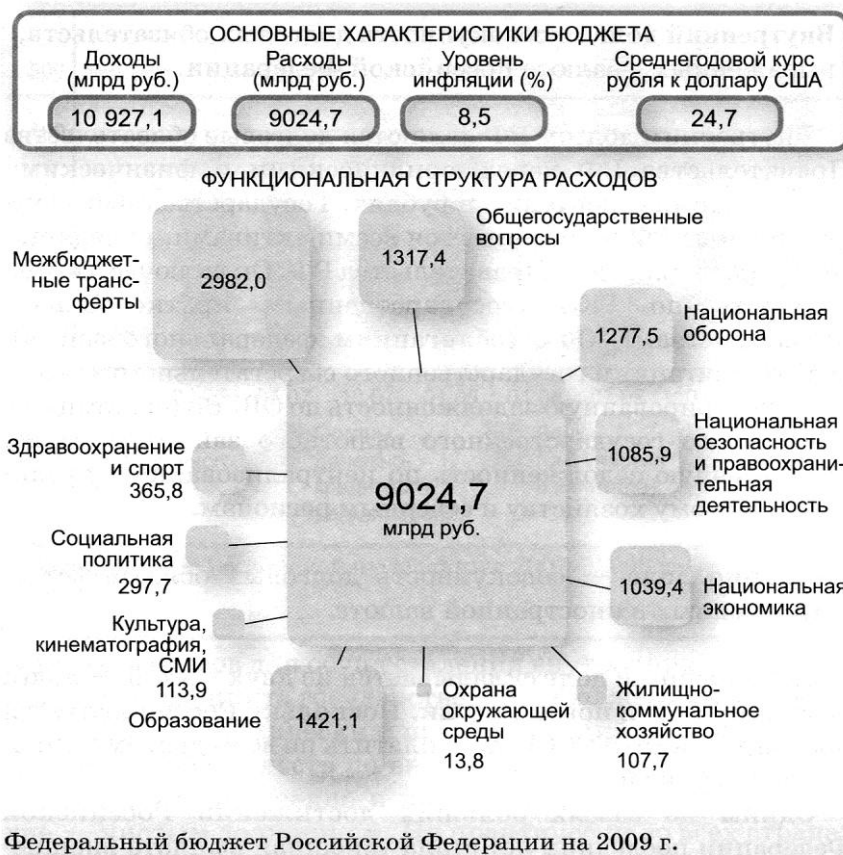 ОСНОВНЫЕ ХАРАКТЕРИСТИКИ БЮДЖЕТА
Доходы
(млрд руб.)
10 927,1
Расходы
(млрд руб.)
9024,7
Уровень
инфляции (%)
8,5
Среднегодовой курс
рубля к доллару США
24,7
ФУНКЦИОНАЛЬНАЯ СТРУКТУРА РАСХОДОВ
Межбюджет-
ные транс-
ферты
2982,0
1317,4
Общегосударственные
вопросы
1277,5
Национальная
оборона
Здравоохранение
и спорт
365,8
1085,9
Национальная
безопасность
и правоохрани-
тельная
деятельность
9024,7
млрд руб.
Социальная
политика
297,7
1039,4
Национальная
экономика
Культура,
кинематография,
СМИ
113,9
Образование
1421,1
Охрана
окружающей
среды
13,8
Жилищно-
коммунальное
хозяйство
107,7
Федеральный бюджет Российской Федерации на 2009 г.